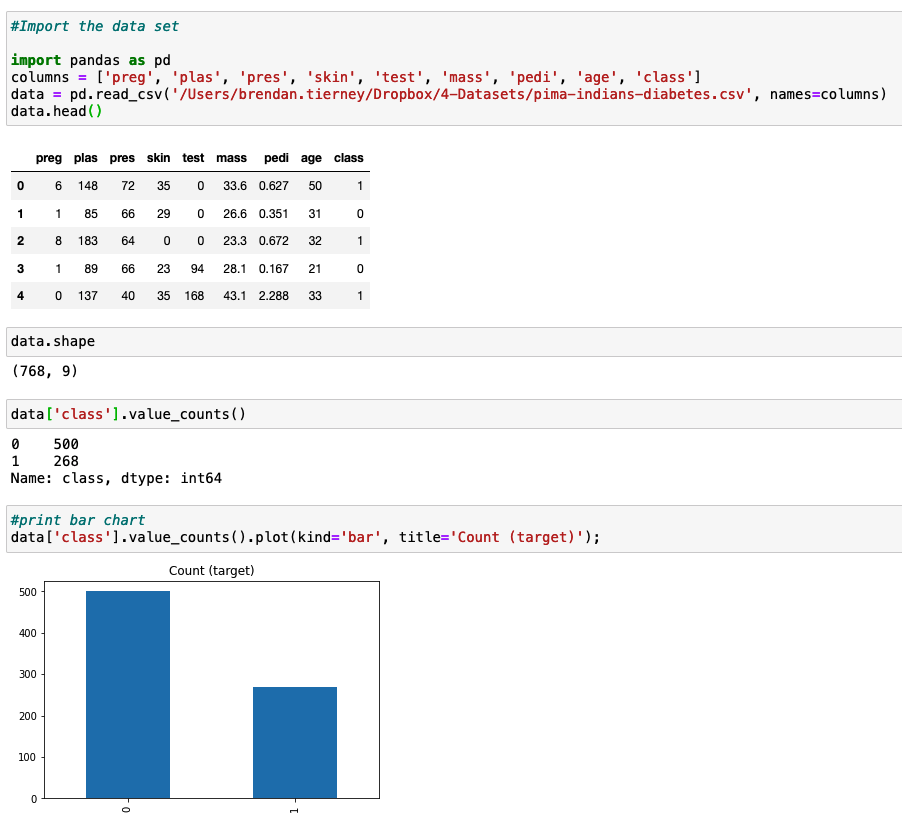 #Import the data set
import pandas as pd
columns = ['preg', 'plas', 'pres', 'skin', 'test', 'mass', 'pedi', 'age', 'class']
data = pd.read_csv('/Users/brendan.tierney/Dropbox/4-Datasets/pima-indians-diabetes.csv', names=columns)
data.head()
preg plas pres skin test mass pedi age class
0 6 148 72 35 0 33.6 0.627 50 1
1 1 85 66 29 0 26.6 0.351 31 0
2 8 183 64 0 0 23.3 0.672 32 1
3 1 89 66 23 94 28.1 0.167 21 0
4 0 137 40 35 168 43.1 2.288 33 1
data.shape
(768, 9)
data['class'].value_counts()
0 500
1 268
Name: class, dtype: int64
#print bar chart
data['class'].value_counts().plot(kind='bar', title='Count (target)');
Count (target)
500
400
300
200
100
0
0 1